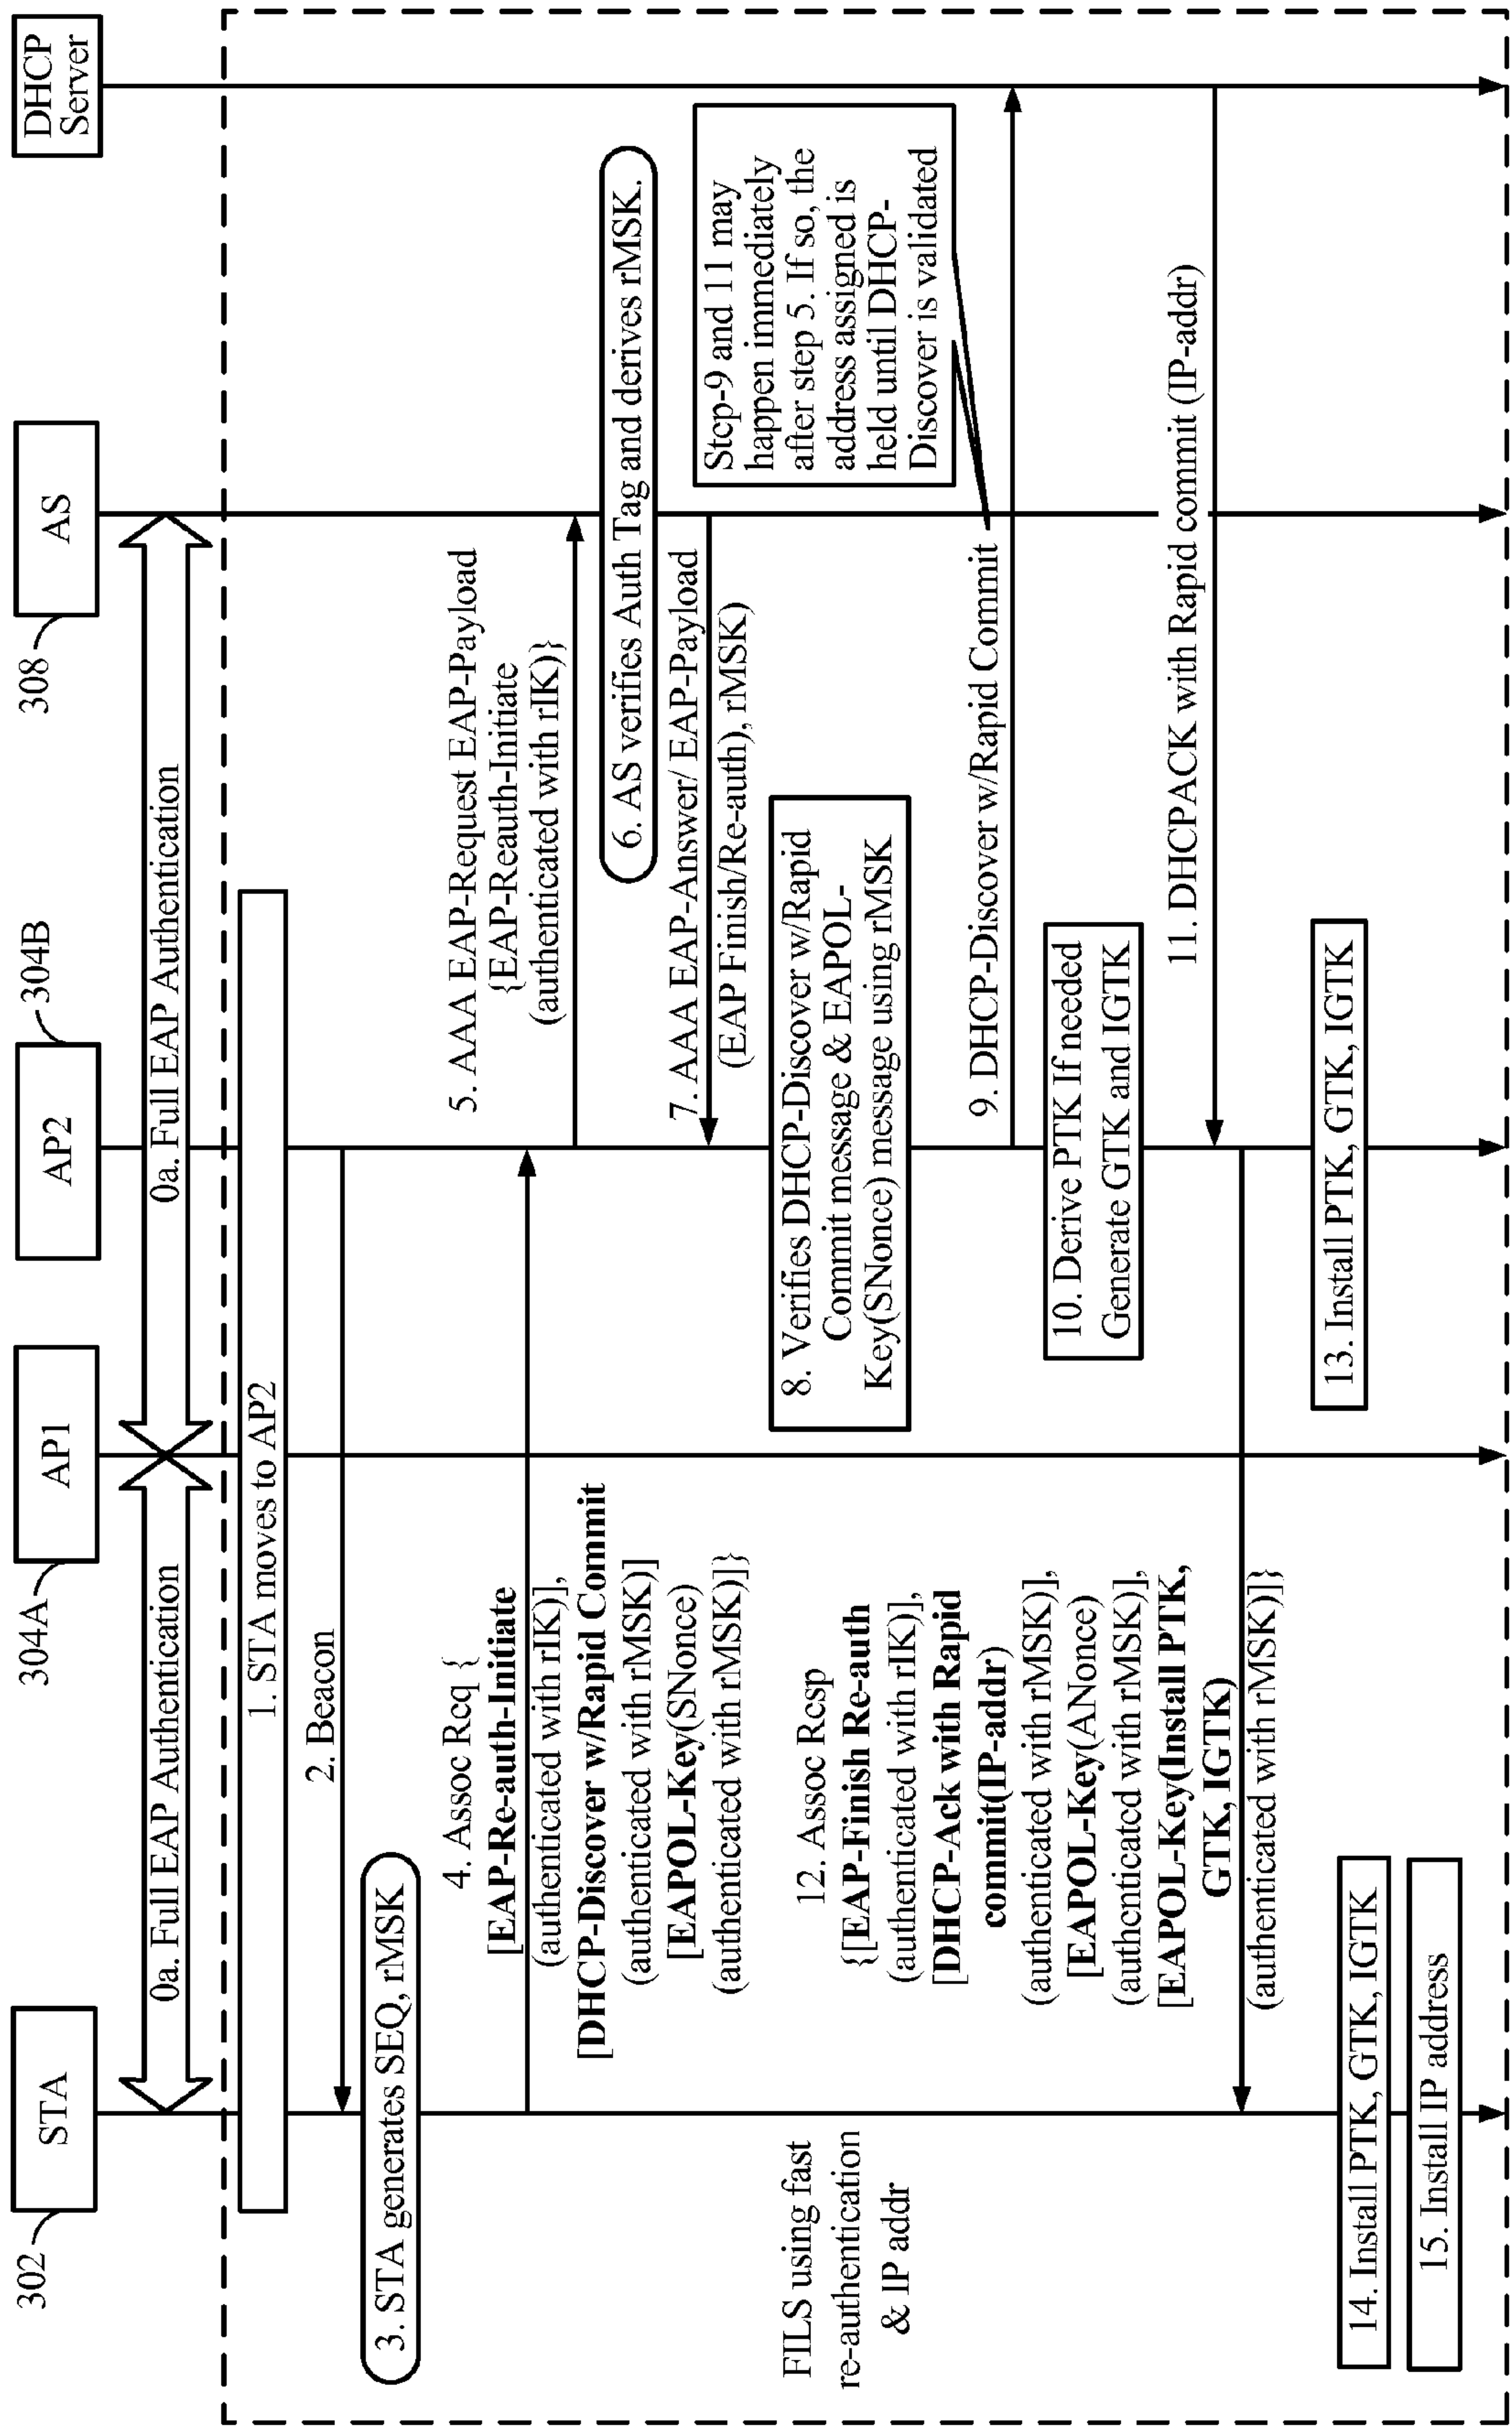 302
STA
304A
AP1
AP2
304B
308
AS
DHCP
Server
0a. Full EAP Authentication
0a. Full EAP Authentication
1. STA moves to AP2
2. Beacon
3. STA generates SEQ, rMSK
4. Assoc Req {
[EAP-Re-auth-Initiate
(authenticated with rIK)],
[DHCP-Discover w/Rapid Commit
(authenticated with rMSK)]
[EAPOL-Key(SNonce)
(authenticated with rMSK)]}
5. AAA EAP-Request EAP-Payload
{EAP-Reauth-Initiate
(authenticated with rIK)}
6. AS verifies Auth Tag and derives rMSK.
7. AAA EAP-Answer/ EAP-Payload
(EAP Finish/Re-auth), rMSK)
Step-9 and 11 may
happen immediately
after step 5. If so, the
address assigned is
held until DHCP-
Discover is validated
8. Verifies DHCP-Discover w/Rapid
Commit message & EAPOL-
Key(SNonce) message using rMSK
9. DHCP-Discover w/Rapid Commit
10. Derive PTK If needed
Generate GTK and IGTK
11. DHCPACK with Rapid commit (IP-addr)
FILS using fast
re-authentication
& IP addr
12. Assoc Resp
{[EAP-Finish Re-auth
(authenticated with rIK)],
[DHCP-Ack with Rapid
commit(IP-addr)
(authenticated with rMSK)],
[EAPOL-Key(ANonce)
(authenticated with rMSK)],
[EAPOL-Key(Install PTK,
GTK, IGTK)
(authenticated with rMSK)]}
13. Install PTK, GTK, IGTK
14. Install PTK, GTK, IGTK
15. Install IP address